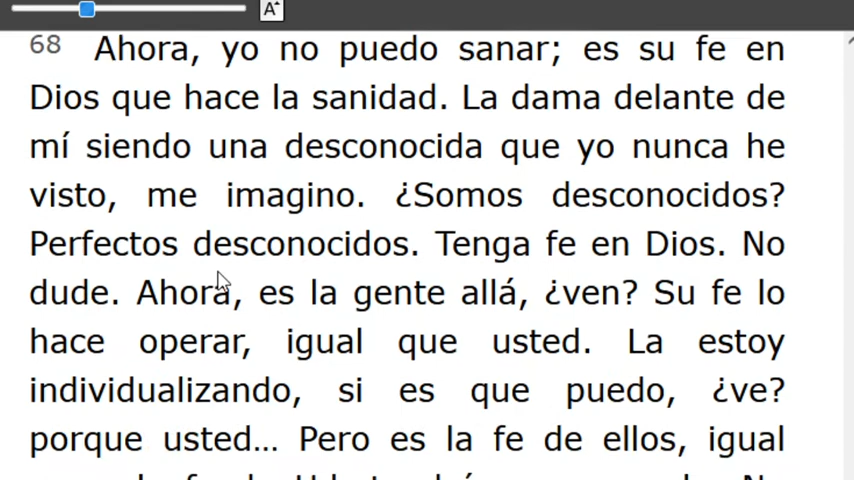 A
68 Ahora, yo no puedo sanar; es su fe en
Dios que hace la sanidad. La dama delante de
mí siendo una desconocida que yo nunca he
visto, me imagino. ¿Somos desconocidos?
Perfectos desconocidos. Tenga fe en Dios. No
dude. Ahora, es la gente allá, ¿ven? Su fe lo
hace operar, igual que usted. La estoy
individualizando, si es que puedo, ¿ve?
porque usted... Pero es la fe de ellos, igual